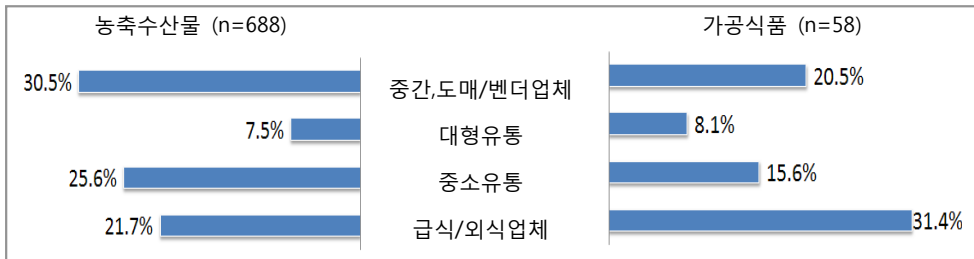 농축수산물 (n=688) 가공식품 (n=58)
30.5% 중간,도매/벤더업체 20.5%
7.5% 대형유통 8.1%
25.6% 중소유통 15.6%
21.7% 급식/외식업체 31.4%